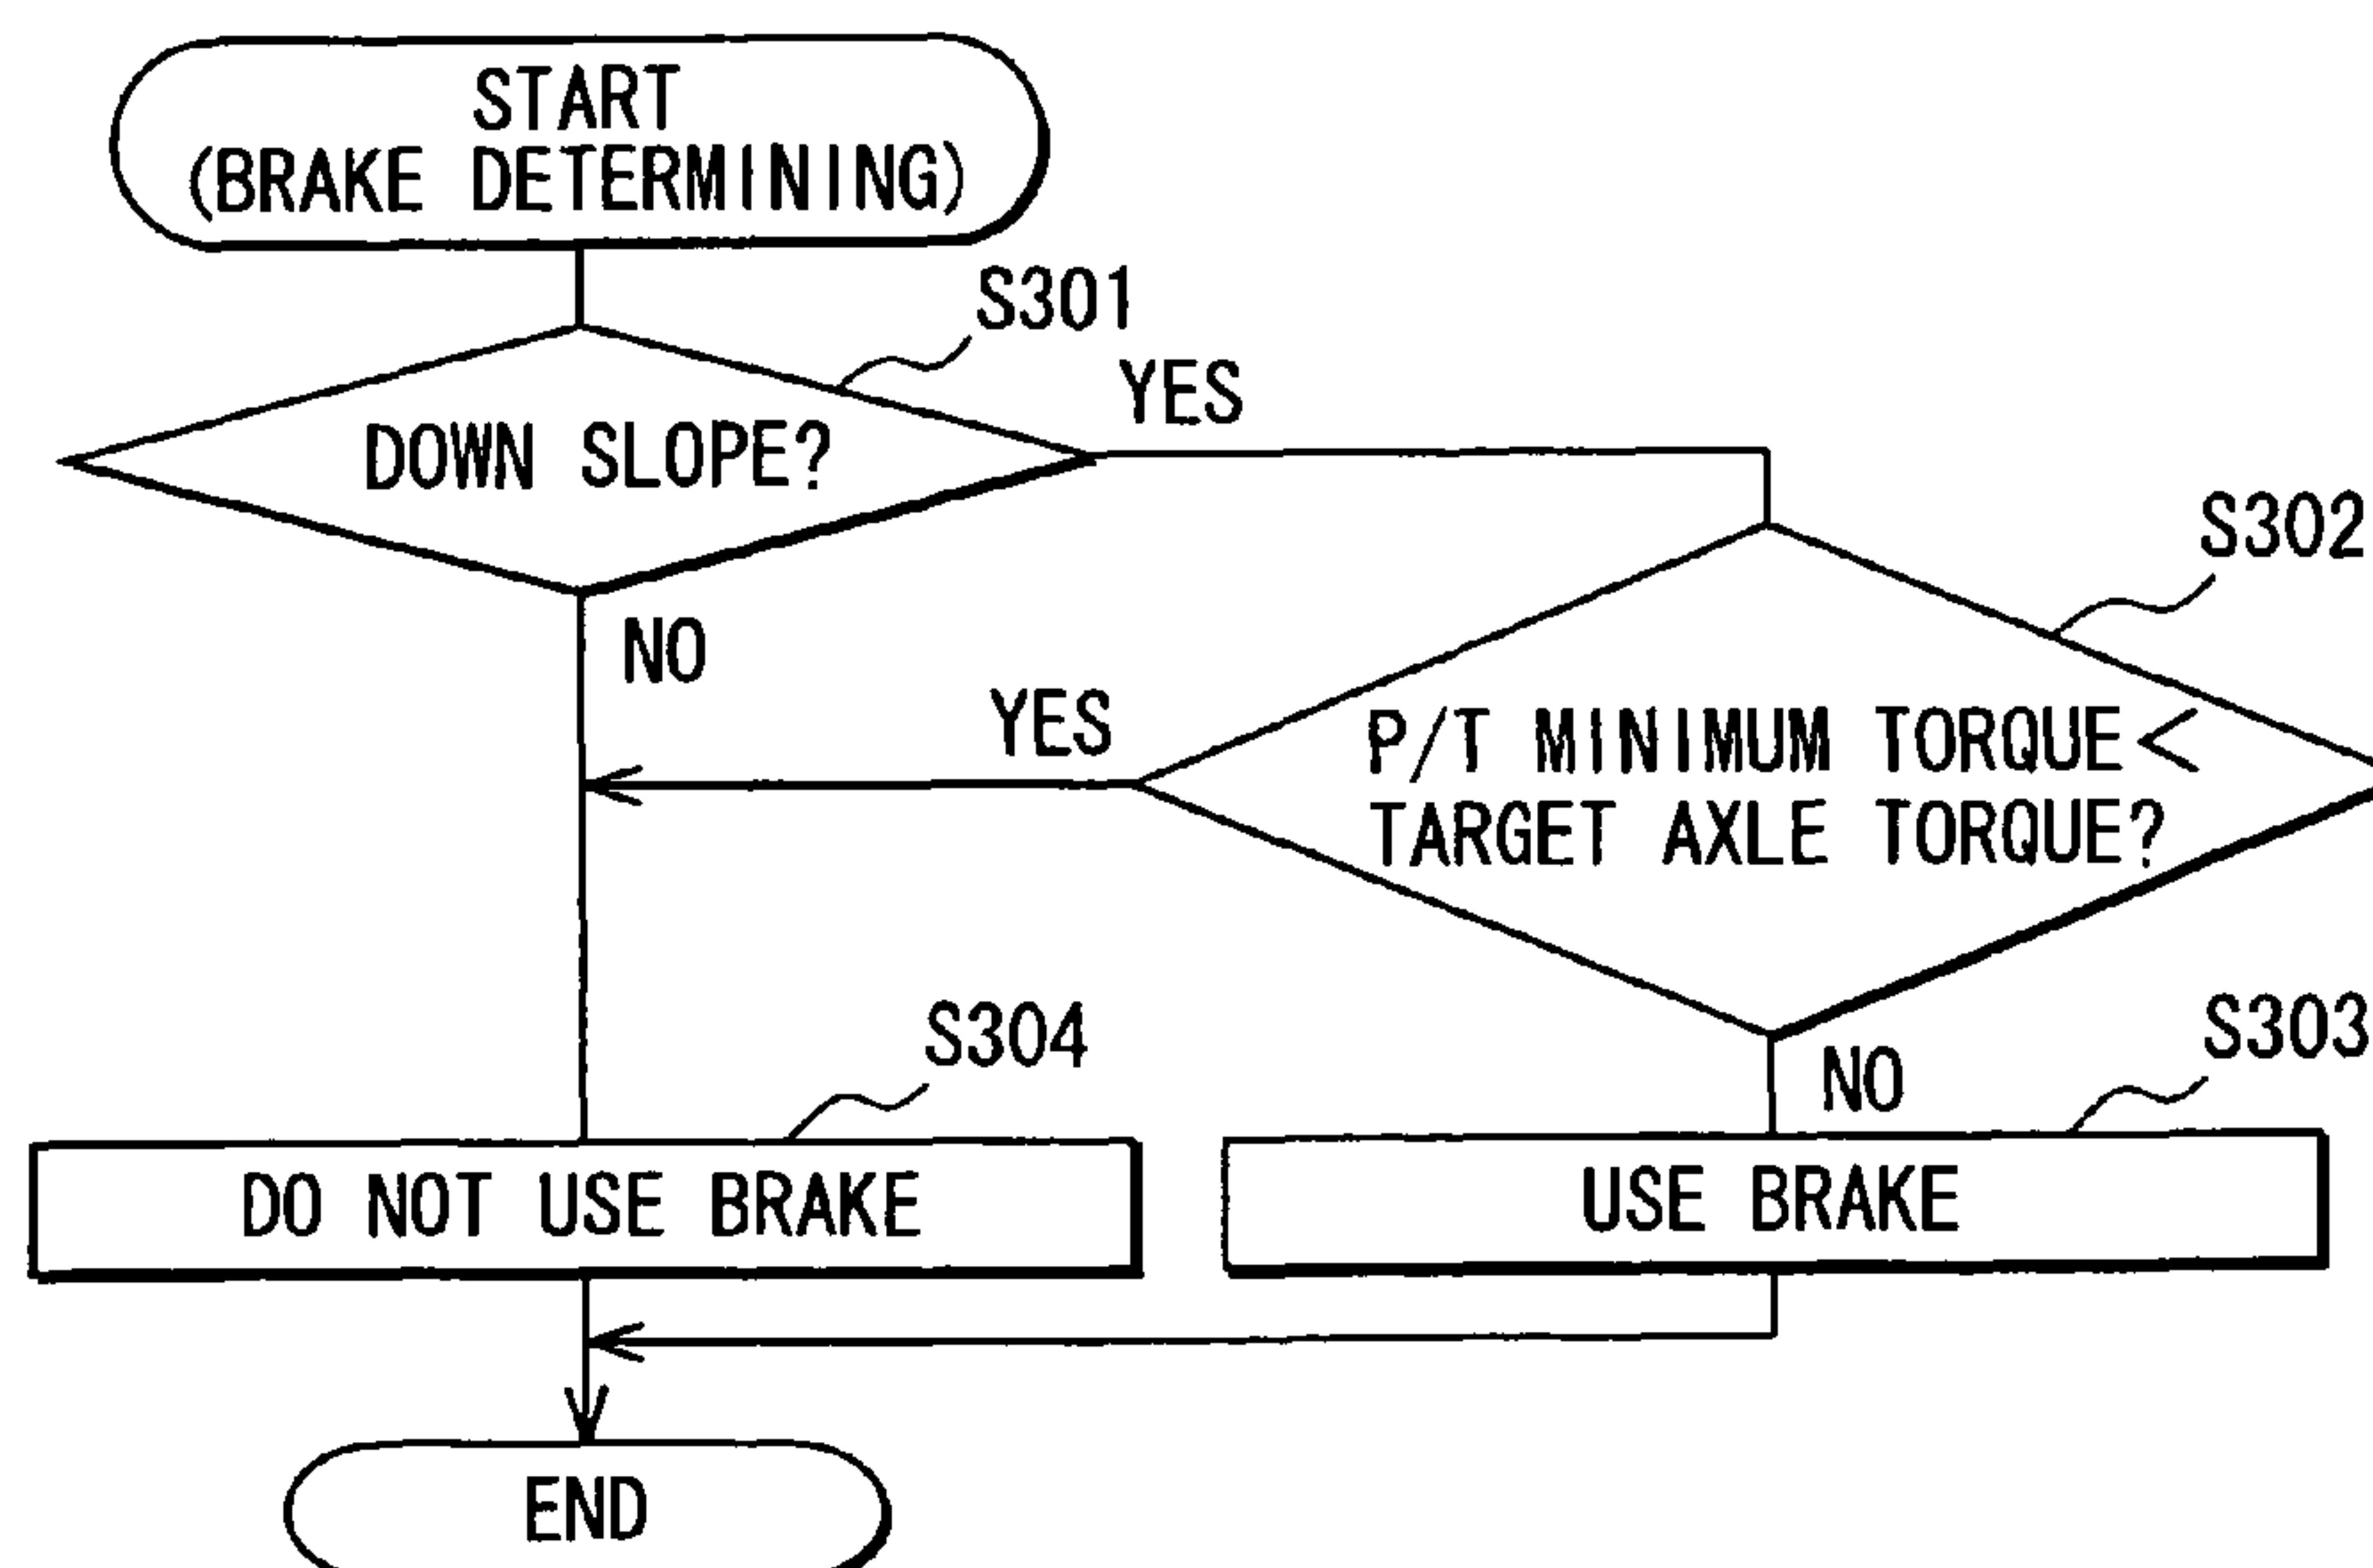 START
(BRAKE DETERMINING)
S301
YES
DOWN SLOPE?
S302
NO
YES
P/T MINIMUM TORQUE<
TARGET AXLE TORQUE?
S304
S303
NO
DO NOT USE BRAKE
USE BRAKE
END